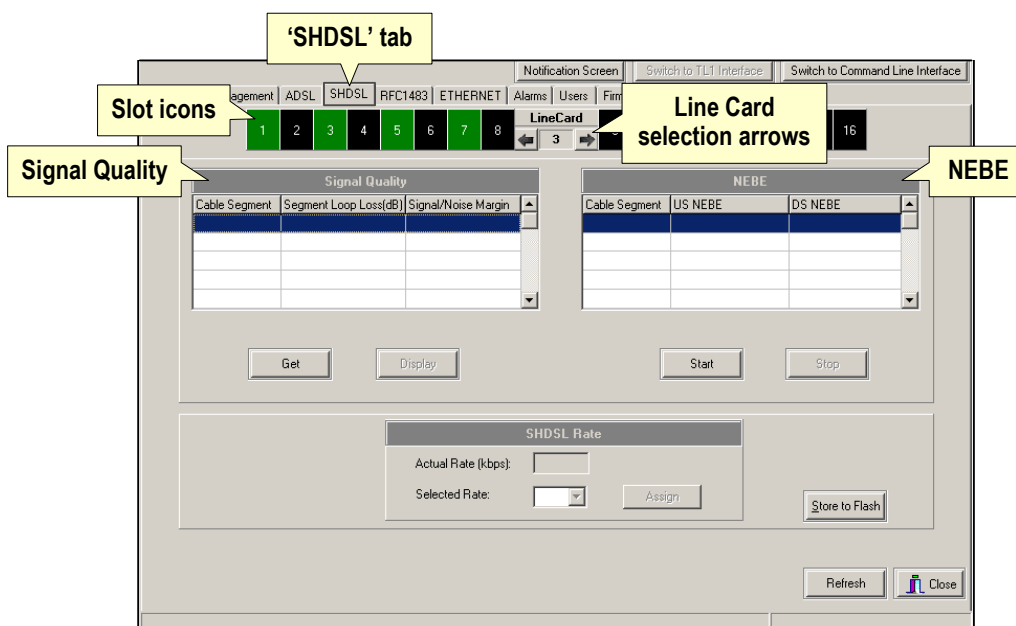 ‘SHDSL’ tab
Notification Screen
Switch to TL1 Interface
Switch to Command Line Interface
Slot icons
agement
ADSL
SHDSL
RFC1483
ETHERNET
Alarms
Users
Firm
Line Card
selection arrows
1
2
3
4
5
6
7
8
LineCard
3
16
Signal Quality
NEBE
Signal Quality
NEBE
Cable Segment
Segment Loop Loss(dB)
Signal/Noise Margin
Cable Segment
US NEBE
DS NEBE
Get
Display
Start
Stop
SHDSL Rate
Actual Rate (kbps):
Selected Rate:
Assign
Store to Flash
Refresh
Close